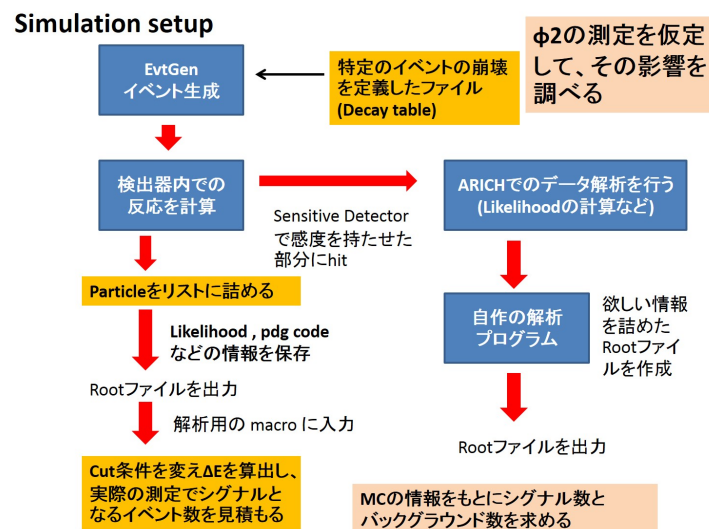 Simulation setup
EvtGen
イベント生成
特定のイベントの崩壊
を定義したファイル
(Decay table)
φ2の測定を仮定
して、その影響を
調べる
検出器内での
反応を計算
Sensitive Detector
で感度を持たせた
部分にhit
ARICHでのデータ解析を行う
(Likelihoodの計算など)
Particleをリストに詰める
Likelihood , pdg code
などの情報を保存
Rootファイルを出力
解析用の macro に入力
Cut条件を変えΔEを算出し、
実際の測定でシグナルと
なるイベント数を見積もる
自作の解析
プログラム
欲しい情報
を詰めた
Rootファイ
ルを作成
Rootファイルを出力
MCの情報をもとにシグナル数と
バックグラウンド数を求める